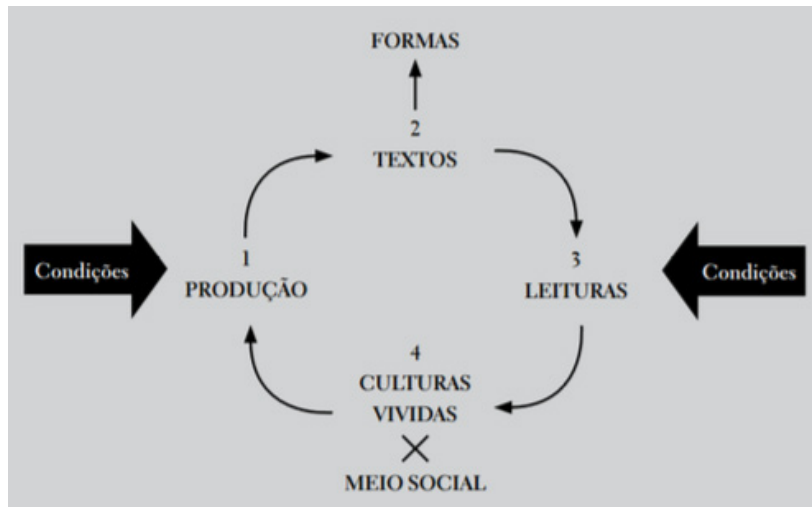 FORMAS
2
TEXTOS
Condições
1
PRODUÇÃO
3
LEITURAS
Condições
4
CULTURAS
VIVIDAS
MEIO SOCIAL